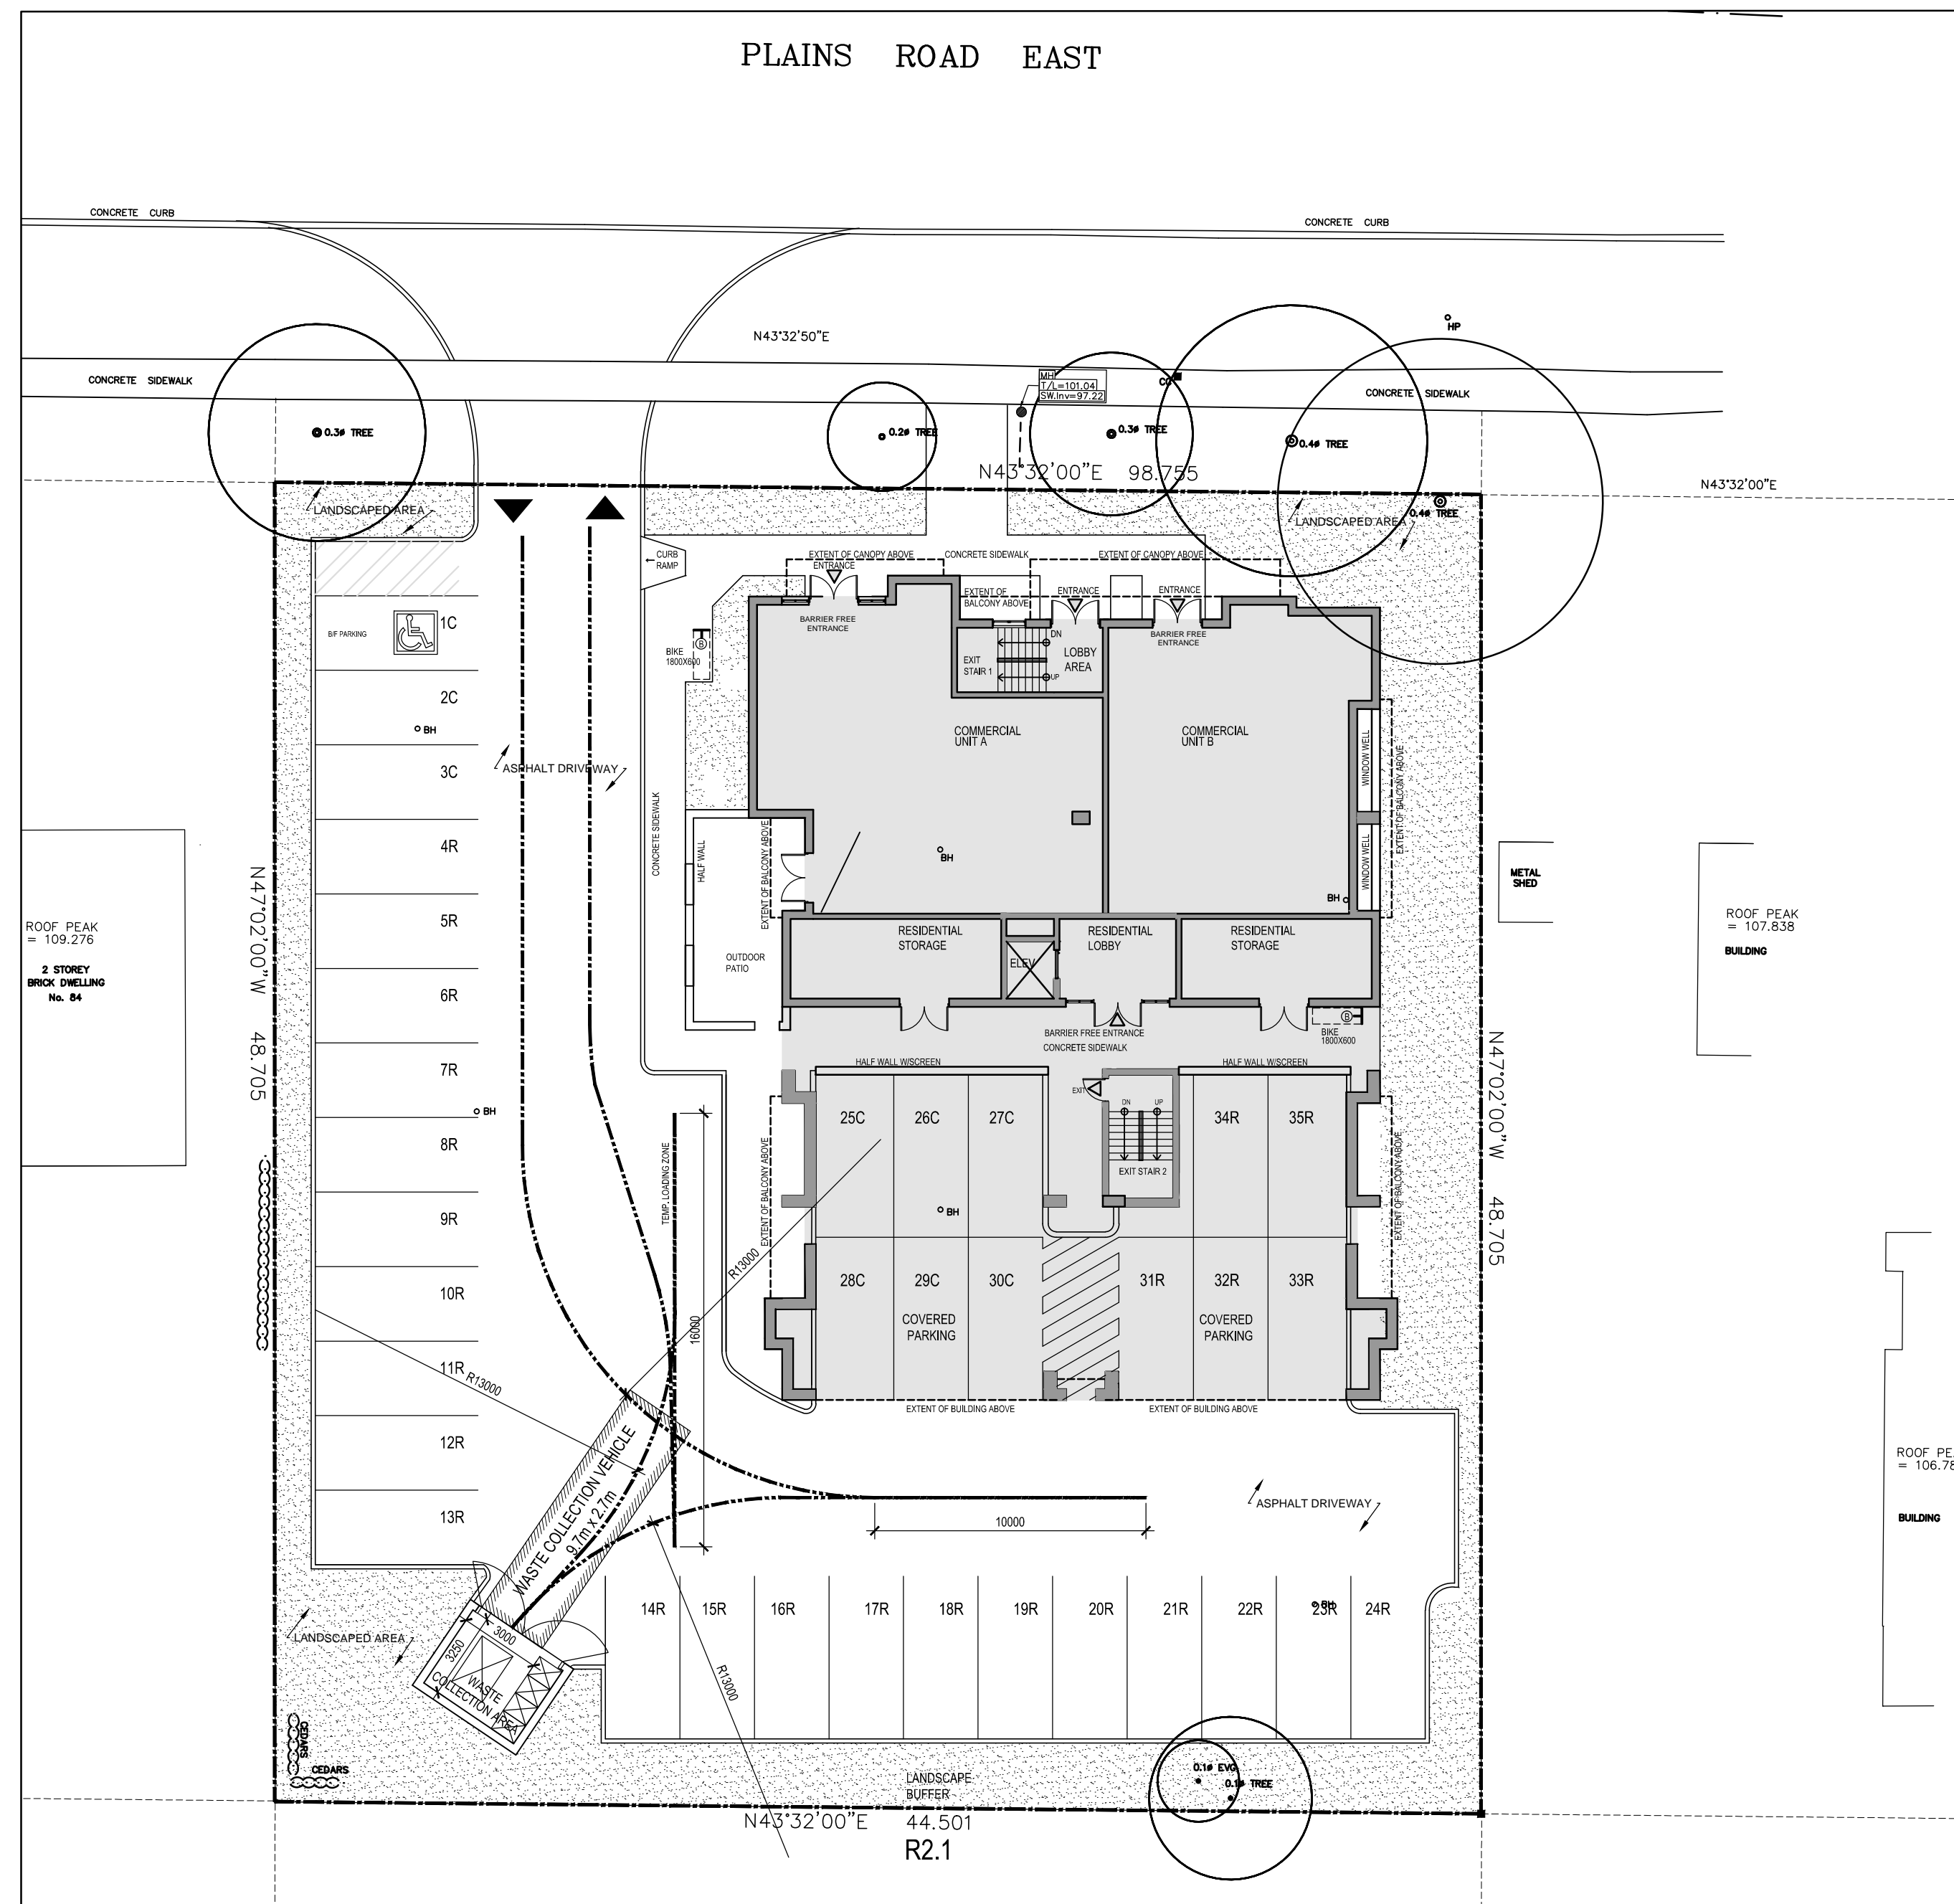 PLAINS ROAD EAST
CONCRETE CURB
CONCRETE CURB
HP
N43°32'50"E
CONCRETE SIDEWALK
MH
T/L=101.04
SW.Inv=97.22
CONCRETE SIDEWALK
0.3ø TREE
0.2ø TREE
0.3ø TREE
0.4ø TREE
N43°32'00"E 98.755
N43°32'00"E
LANDSCAPED AREA
LANDSCAPED AREA
0.4ø TREE
CURB
RAMP
EXTENT OF CANOPY ABOVE
CONCRETE SIDEWALK
EXTENT OF CANOPY ABOVE
ENTRANCE
EXTENT OF
BALCONY ABOVE
ENTRANCE
ENTRANCE
BARRIER FREE
ENTRANCE
BARRIER FREE
ENTRANCE
B/F PARKING
1C
BIKE
1800X600
B
EXIT
STAIR 1
DN
UP
LOBBY
AREA
2C
BH
COMMERCIAL
UNIT A
COMMERCIAL
UNIT B
WINDOW WELL
EXTENT OF BALCONY ABOVE
3C
ASPHALT DRIVEWAY
CONCRETE SIDEWALK
4R
HALF WALL
EXTENT OF BALCONY ABOVE
BH
WINDOW WELL
BH
METAL
SHED
N47°02'00"W 48.705
5R
ROOF PEAK
= 109.276
2 STOREY
BRICK DWELLING
No. 84
RESIDENTIAL
STORAGE
RESIDENTIAL
LOBBY
RESIDENTIAL
STORAGE
ROOF PEAK
= 107.838
BUILDING
ELEV.
OUTDOOR
PATIO
6R
BARRIER FREE ENTRANCE
CONCRETE SIDEWALK
B
BIKE
1800X600
N47°02'00"W 48.705
7R
HALF WALL W/SCREEN
HALF WALL W/SCREEN
EXIT
BH
25C
26C
27C
DN
UP
34R
35R
8R
TEMP. LOADING ZONE
EXTENT OF BALCONY ABOVE
EXIT STAIR 2
EXTENT OF BALCONY ABOVE
9R
BH
R13000
10R
28C
29C
30C
31R
32R
33R
16000
COVERED
PARKING
COVERED
PARKING
11R
R13000
EXTENT OF BUILDING ABOVE
EXTENT OF BUILDING ABOVE
12R
WASTE COLLECTION VEHICLE
9.7m x 2.7m
= 106.78
13R
10000
ASPHALT DRIVEWAY
BUILDING
14R
15R
16R
17R
18R
19R
20R
21R
22R
23R
BH
24R
LANDSCAPED AREA
3000
3250
WASTE
COLLECTION AREA
R13000
CEDARS
CEDARS
LANDSCAPE
BUFFER
0.1ø EVG
0.1ø TREE
N43°32'00"E 44.501
R2.1